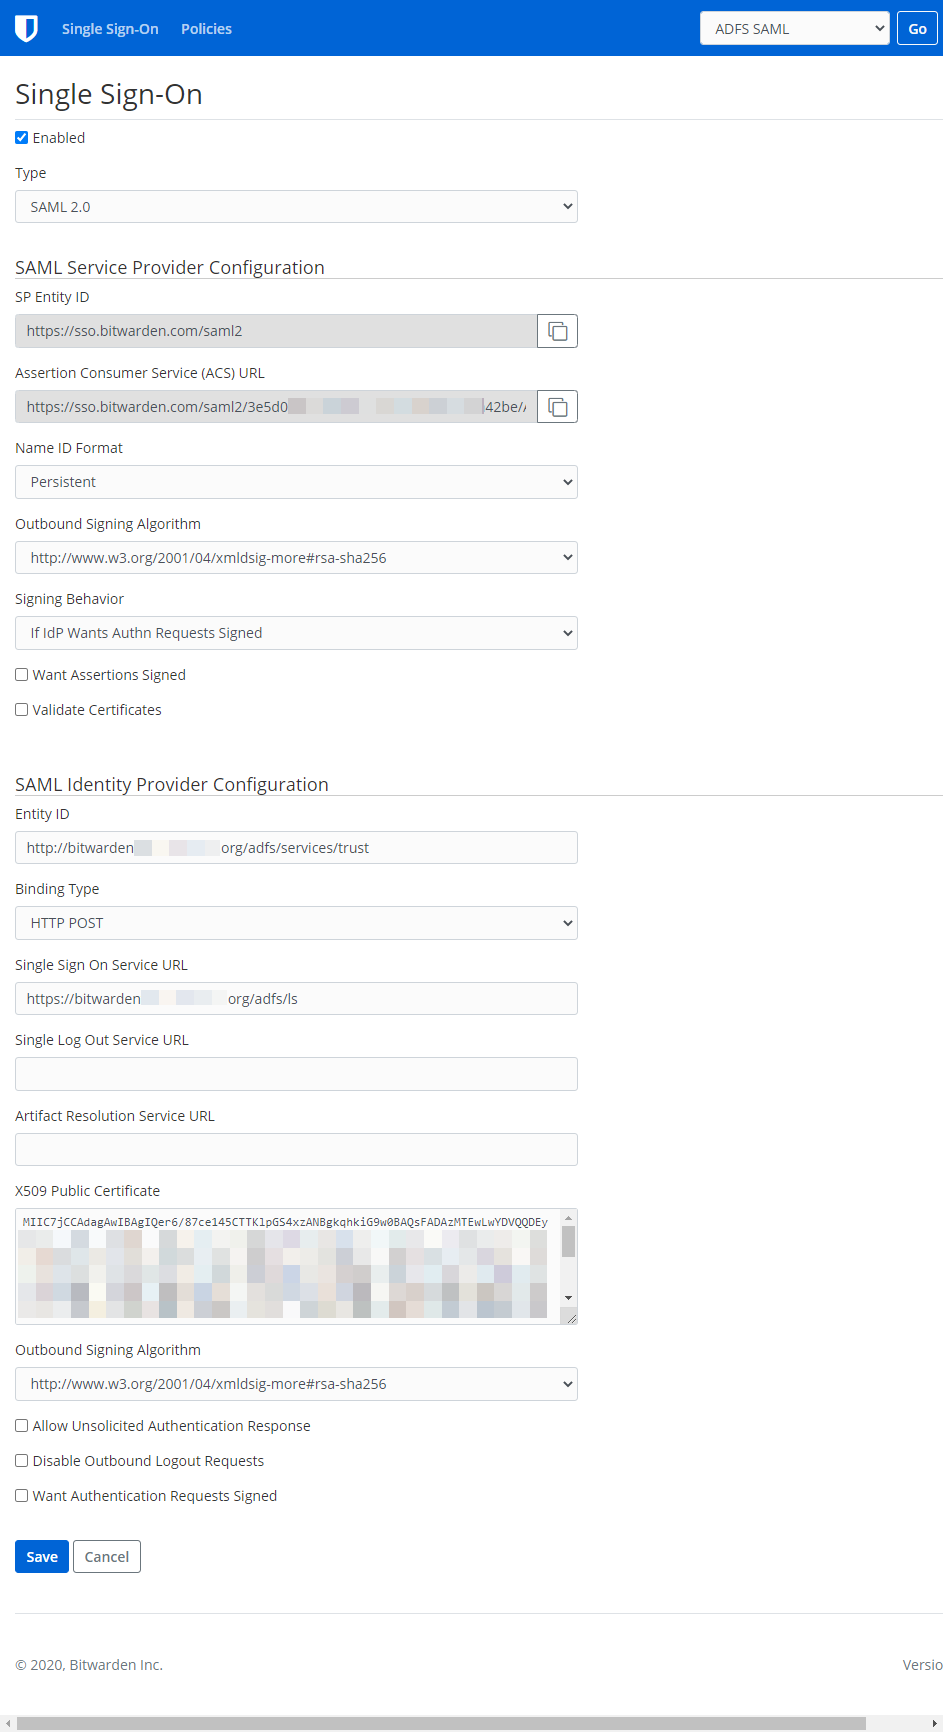 Single Sign-On Policies ADFS SAML Go
Single Sign-On
Enabled
Type
SAML 2.0
SAML Service Provider Configuration
SP Entity ID
https://sso.bitwarden.com/saml2
Assertion Consumer Service (ACS) URL
https://sso.bitwarden.com/saml2/3e5d0 42be/
Name ID Format
Persistent
Outbound Signing Algorithm
http://www.w3.org/2001/04/xmldsig-more#rsa-sha256
Signing Behavior
If IdP Wants Authn Requests Signed
Want Assertions Signed
Validate Certificates
SAML Identity Provider Configuration
Entity ID
http://bitwarden org/adfs/services/trust
Binding Type
HTTP POST
Single Sign On Service URL
https://bitwarden org/adfs/ls
Single Log Out Service URL
Artifact Resolution Service URL
X509 Public Certificate
MIIC7jCCAdagAwIBAgIQer6/87ce145CTTKlpGS4xzANBgkqhkiG9w0BAQsFADAzMTEwLwYDVQQDEy
Outbound Signing Algorithm
http://www.w3.org/2001/04/xmldsig-more#rsa-sha256
Allow Unsolicited Authentication Response
Disable Outbound Logout Requests
Want Authentication Requests Signed
Save Cancel
© 2020, Bitwarden Inc. Versio